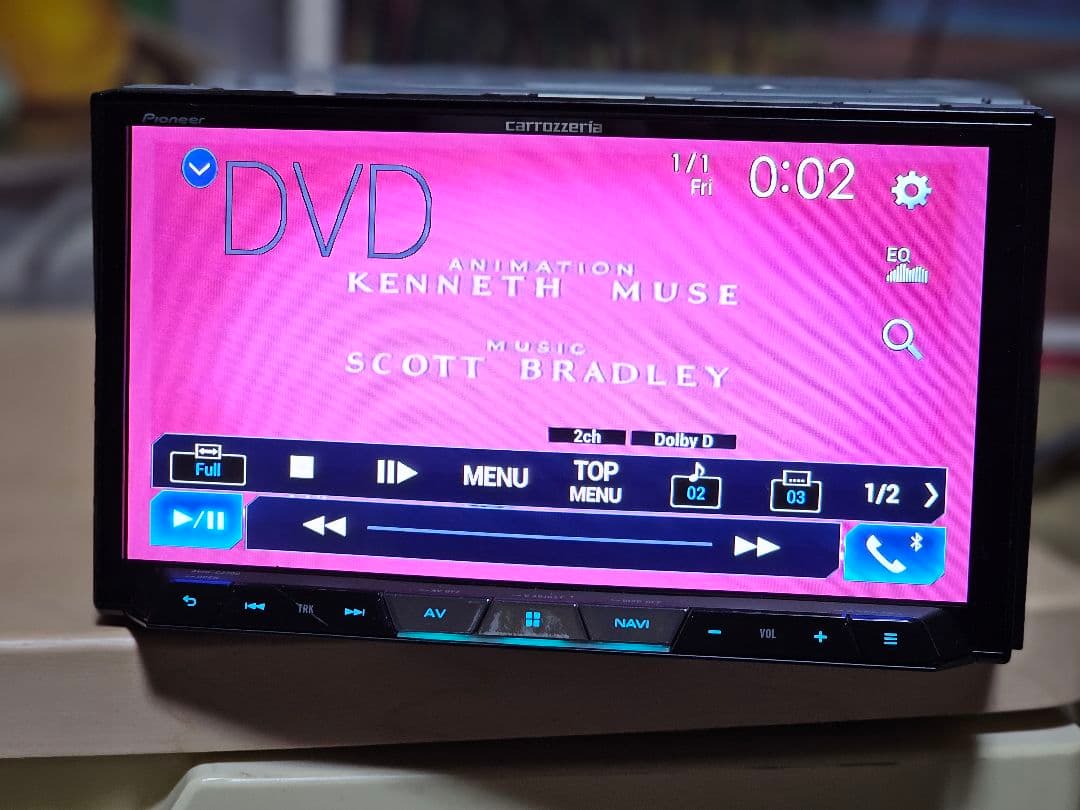 Pioneer
carrozzeria
DVD
1/1
Fri
0:02
EQ
ANIMATION
KENNETH MUSE
MUSIC
SCOTT BRADLEY
2ch
Dolby D
Full
MENU
TOP
MENU
02
03
1/2
TRK
AV
NAVI
VOL